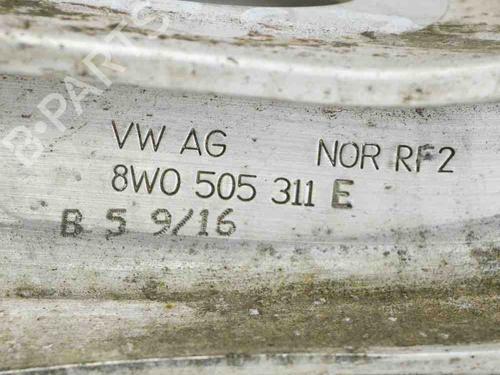 B-PARTS
VW AG NOR RF2
8W0 505 311 E
B 5 9/16